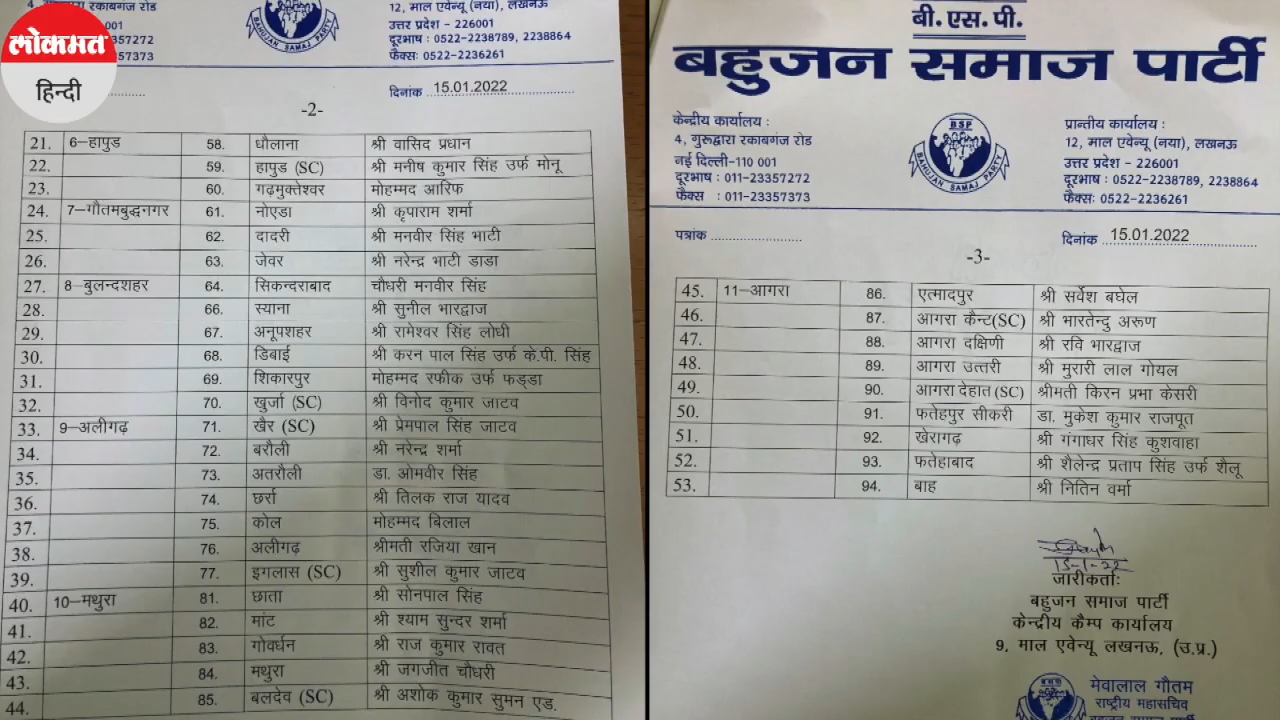 लोकमत
हिन्दी
रकाबगंज रोड
12, माल एवेन्यू (नया), लखनऊ
उत्तर प्रदेश - 226001
दूरभाष : 0522-2238789, 2238864
फैक्सः 0522-2236261
BAHUJAN SAMAJ PARTY
दिनांक 15.01.2022
-2-
21. 6–हापुड 58. धौलाना श्री वासिद प्रधान
22. 59. हापुड (SC) श्री मनीष कुमार सिंह उर्फ मोनू
23. 60. गढ़मुक्तेश्वर मोहम्मद आरिफ
24. 7–गौतमबुद्धनगर 61. नोएडा श्री कृपाराम शर्मा
25. 62. दादरी श्री मनवीर सिंह भाटी
26. 63. जेवर श्री नरेन्द्र भाटी डाडा
27. 8–बुलन्दशहर 64. सिकन्दराबाद चौधरी मनवीर सिंह
28. 66. स्याना श्री सुनील भारद्वाज
29. 67. अनूपशहर श्री रामेश्वर सिंह लोधी
30. 68. डिबाई श्री करन पाल सिंह उर्फ के.पी. सिंह
31. 69. शिकारपुर मोहम्मद रफीक उर्फ फड्डा
32. 70. खुर्जा (SC) श्री विनोद कुमार जाटव
33. 9–अलीगढ़ 71. खैर (SC) श्री प्रेमपाल सिंह जाटव
34. 72. बरौली श्री नरेन्द्र शर्मा
35. 73. अतरौली डा. ओमवीर सिंह
36. 74. छर्रा श्री तिलक राज यादव
37. 75. कोल मोहम्मद बिलाल
38. 76. अलीगढ़ श्रीमती रजिया खान
39. 77. इगलास (SC) श्री सुशील कुमार जाटव
40. 10–मथुरा 81. छाता श्री सोनपाल सिंह
41. 82. मांट श्री श्याम सुन्दर शर्मा
42. 83. गोवर्धन श्री राज कुमार रावत
43. 84. मथुरा श्री जगजीत चौधरी
44. 85. बलदेव (SC) श्री अशोक कुमार सुमन एड.
बी. एस. पी.
बहुजन समाज पार्टी
केन्द्रीय कार्यालय :
4, गुरूद्वारा रकाबगंज रोड
नई दिल्ली-110 001
दूरभाष : 011-23357272
फैक्स : 011-23357373
BSP
BAHUJAN SAMAJ PARTY
प्रान्तीय कार्यालय :
12, माल एवेन्यू (नया), लखनऊ
उत्तर प्रदेश - 226001
दूरभाष : 0522-2238789, 2238864
फैक्सः 0522-2236261
पत्रांक
दिनांक 15.01.2022
-3-
45. 11–आगरा 86. एत्मादपुर श्री सर्वेश बघेल
46. 87. आगरा कैन्ट(SC) श्री भारतेन्दु अरूण
47. 88. आगरा दक्षिणी श्री रवि भारद्वाज
48. 89. आगरा उत्तरी श्री मुरारी लाल गोयल
49. 90. आगरा देहात (SC) श्रीमती किरन प्रभा केसरी
50. 91. फतेहपुर सीकरी डा. मुकेश कुमार राजपूत
51. 92. खेरागढ़ श्री गंगाधर सिंह कुशवाहा
52. 93. फतेहाबाद श्री शैलेन्द्र प्रताप सिंह उर्फ शैलू
53. 94. बाह श्री नितिन वर्मा
15-1-22
जारीकर्ताः
बहुजन समाज पार्टी
केन्द्रीय कैम्प कार्यालय
9, माल एवेन्यू लखनऊ, (उ.प्र.)
मेवालाल गौतम
राष्ट्रीय महासचिव